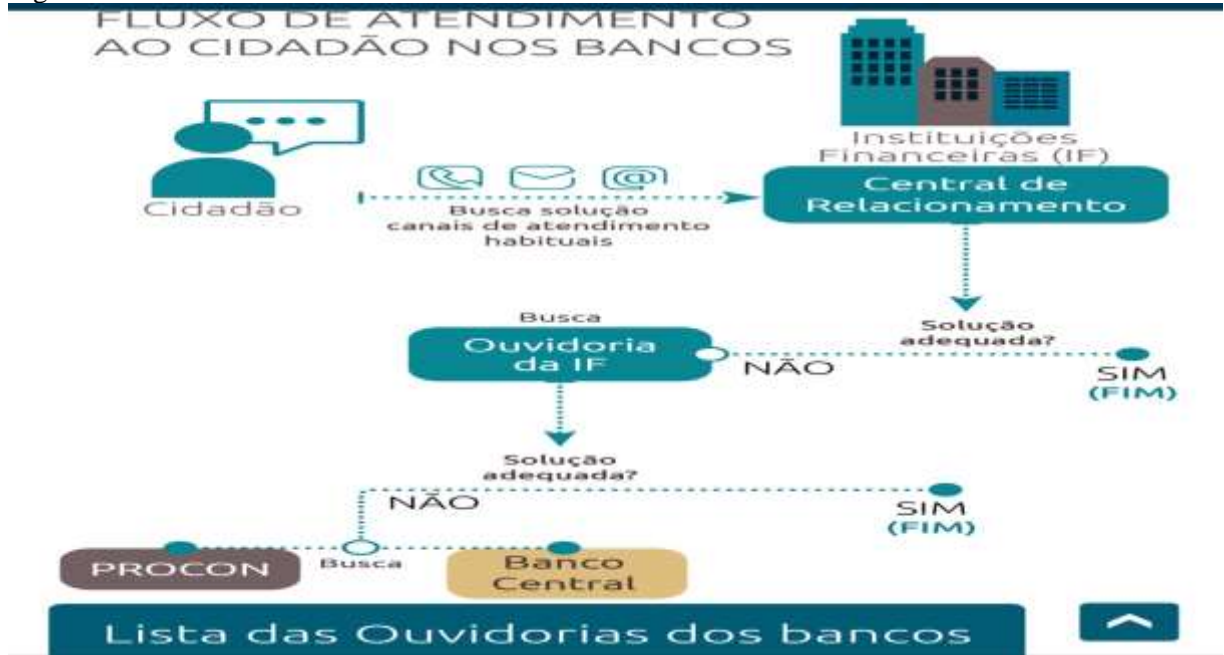 FLUXO DE ATENDIMENTO
AO CIDADÃO NOS BANCOS
Instituições
Financeiras (IF)
Central de
Relacionamento
Cidadão
Busca solução
canais de atendimento
habituais
Solução
adequada?
SIM
(FIM)
NÃO
Busca
Ouvidoria
da IF
Solução
adequada?
NÃO
SIM
(FIM)
PROCON
Busca
Banco
Central
Lista das Ouvidorias dos bancos